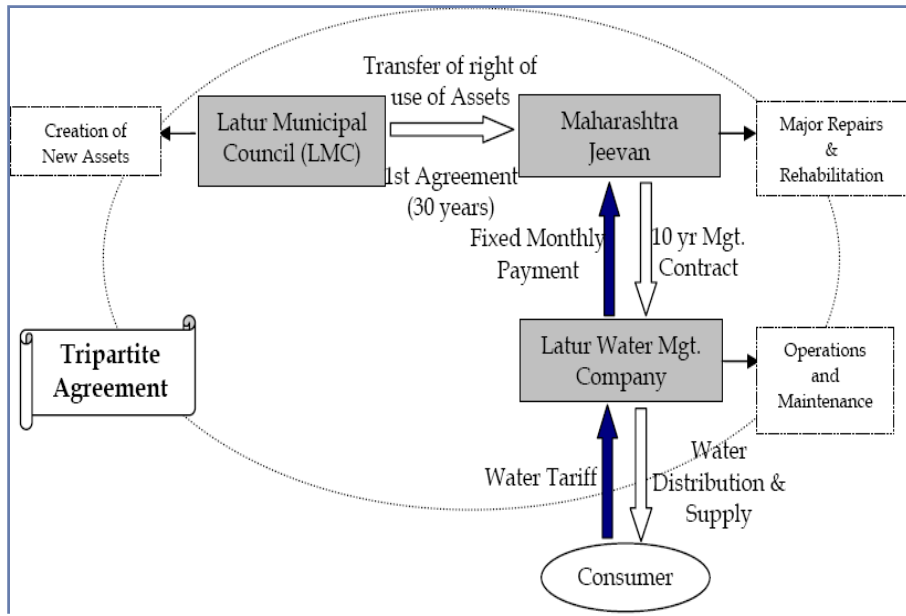 Transfer of right of
use of Assets
Creation of
New Assets
Latur Municipal
Council (LMC)
Maharashtra
Jeevan
Major Repairs
&
Rehabilitation
1st Agreement
(30 years)
Fixed Monthly
Payment
10 yr Mgt.
Contract
Tripartite
Agreement
Latur Water Mgt.
Company
Operations
and
Maintenance
Water Tariff
Water
Distribution &
Supply
Consumer